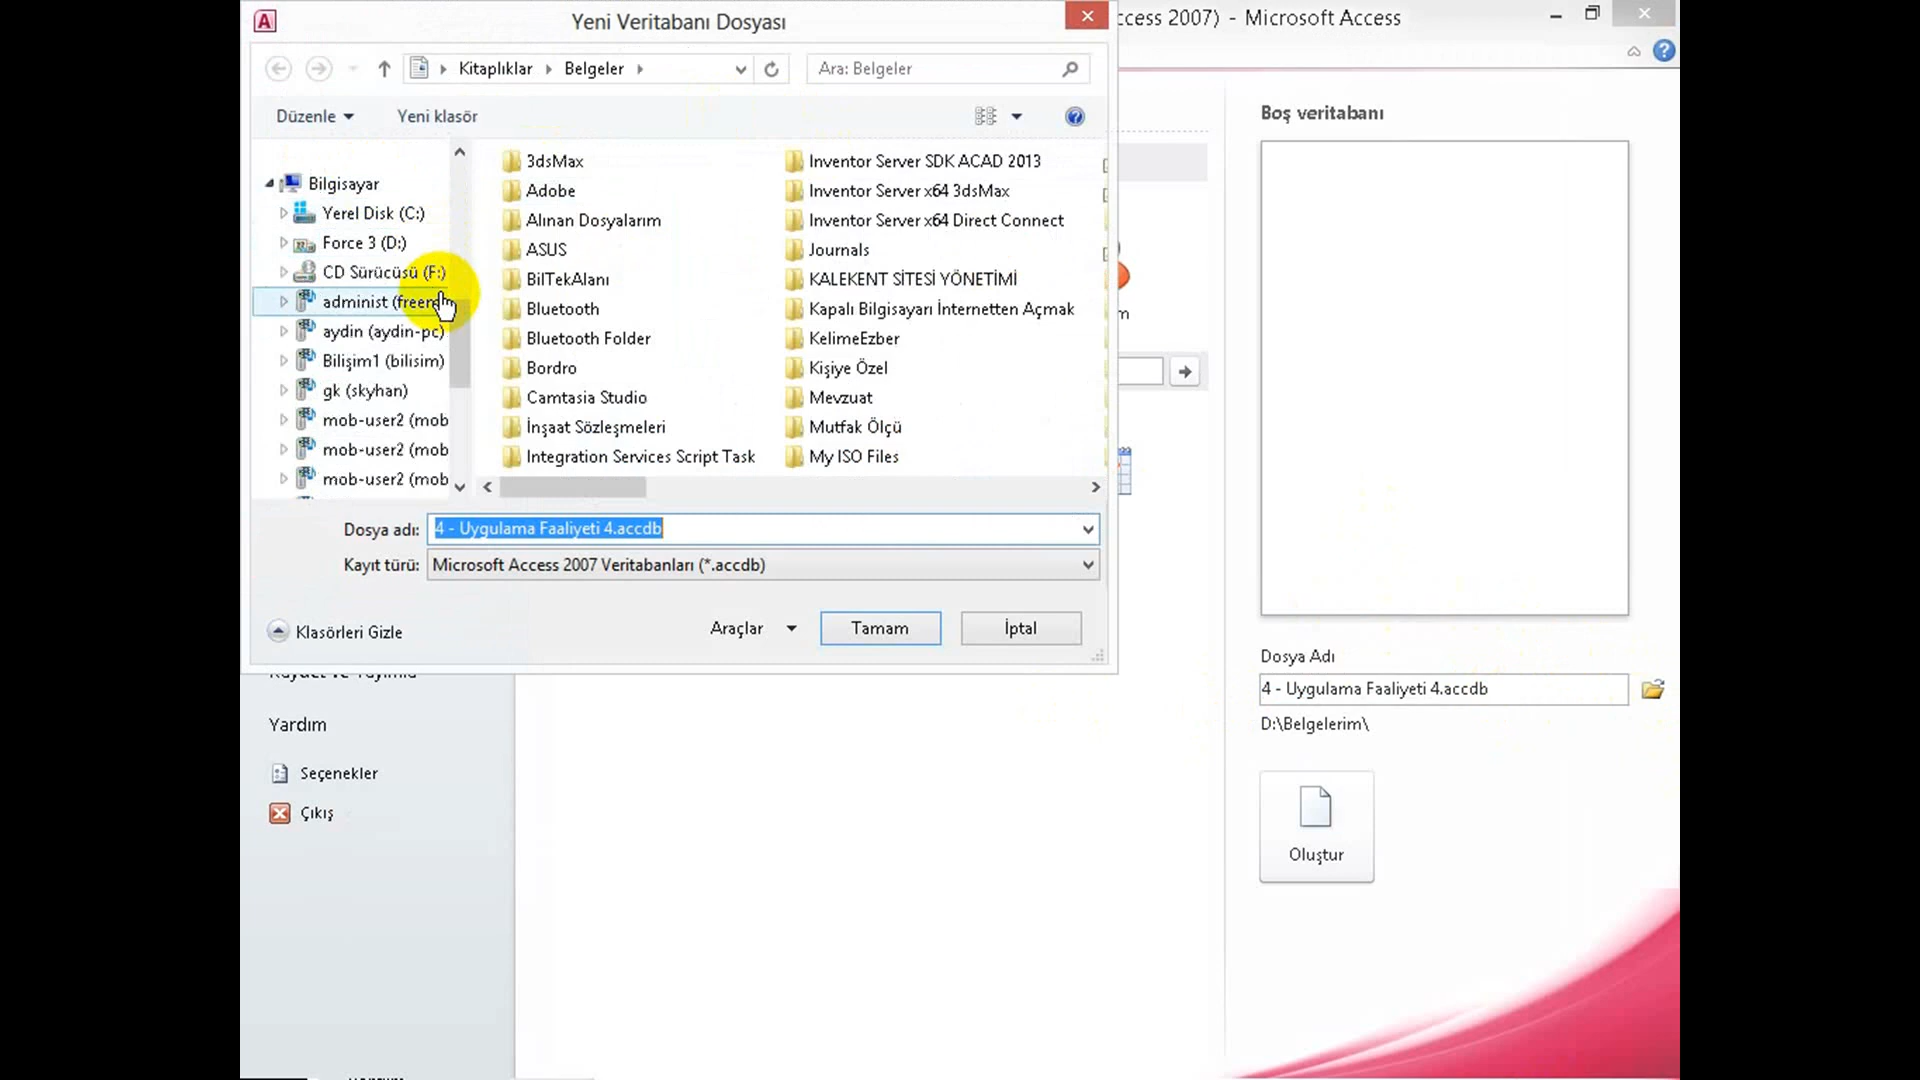 Yeni Veritabanı Dosyası
ccess 2007) - Microsoft Access
Kitaplıklar
Belgeler
Ara: Belgeler
Düzenle
Yeni klasör
Bilgisayar
Yerel Disk (C:)
Force 3 (D:)
CD Sürücüsü (F:)
administ (freen
aydin (aydin-pc)
Bilişim1 (bilisim)
gk (skyhan)
mob-user2 (mob
mob-user2 (mob
mob-user2 (mob
3dsMax
Adobe
Alınan Dosyalarım
ASUS
BilTekAlanı
Bluetooth
Bluetooth Folder
Bordro
Camtasia Studio
İnşaat Sözleşmeleri
Integration Services Script Task
Inventor Server SDK ACAD 2013
Inventor Server x64 3dsMax
Inventor Server x64 Direct Connect
Journals
KALEKENT SİTESİ YÖNETİMİ
Kapalı Bilgisayarı İnternetten Açmak
KelimeEzber
Kişiye Özel
Mevzuat
Mutfak Ölçü
My ISO Files
Dosya adı: 4 - Uygulama Faaliyeti 4.accdb
Kayıt türü: Microsoft Access 2007 Veritabanları (*.accdb)
Klasörleri Gizle
Araçlar
Tamam
İptal
Kaydet ve Yayımla
Yardım
Seçenekler
Çıkış
m
Boş veritabanı
Dosya Adı
4 - Uygulama Faaliyeti 4.accdb
D:\Belgelerim\
Oluştur